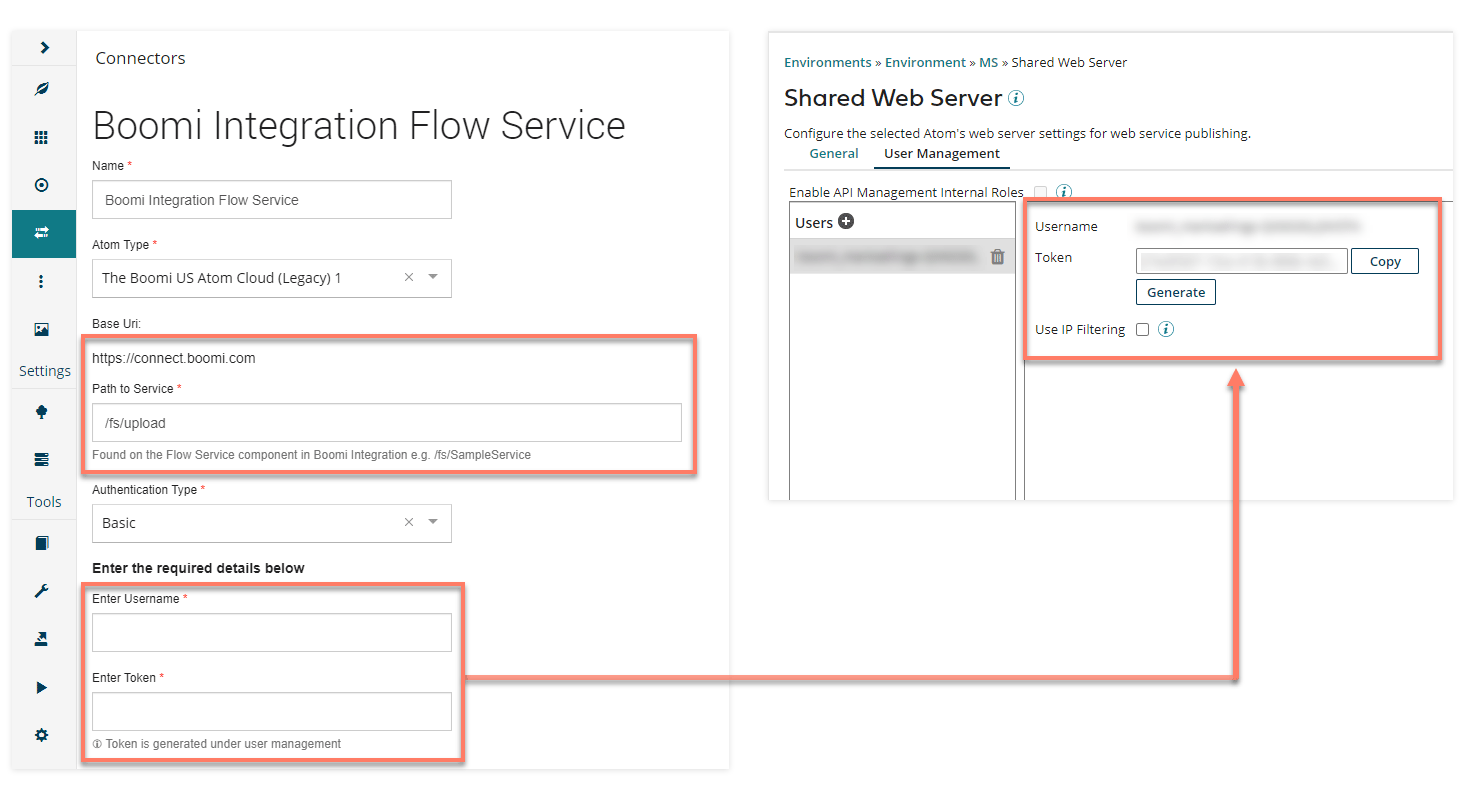 Connectors
Boomi Integration Flow Service
Name *
Boomi Integration Flow Service
Atom Type *
The Boomi US Atom Cloud (Legacy) 1
Base Uri:
https://connect.boomi.com
Path to Service *
/fs/upload
Found on the Flow Service component in Boomi Integration e.g. /fs/SampleService
Authentication Type *
Basic
Enter the required details below
Enter Username *
Enter Token *
Token is generated under user management
Settings
Tools
Environments » Environment » MS » Shared Web Server
Shared Web Server
Configure the selected Atom's web server settings for web service publishing.
General User Management
Enable API Management Internal Roles
Users
Username
Token
Copy
Generate
Use IP Filtering